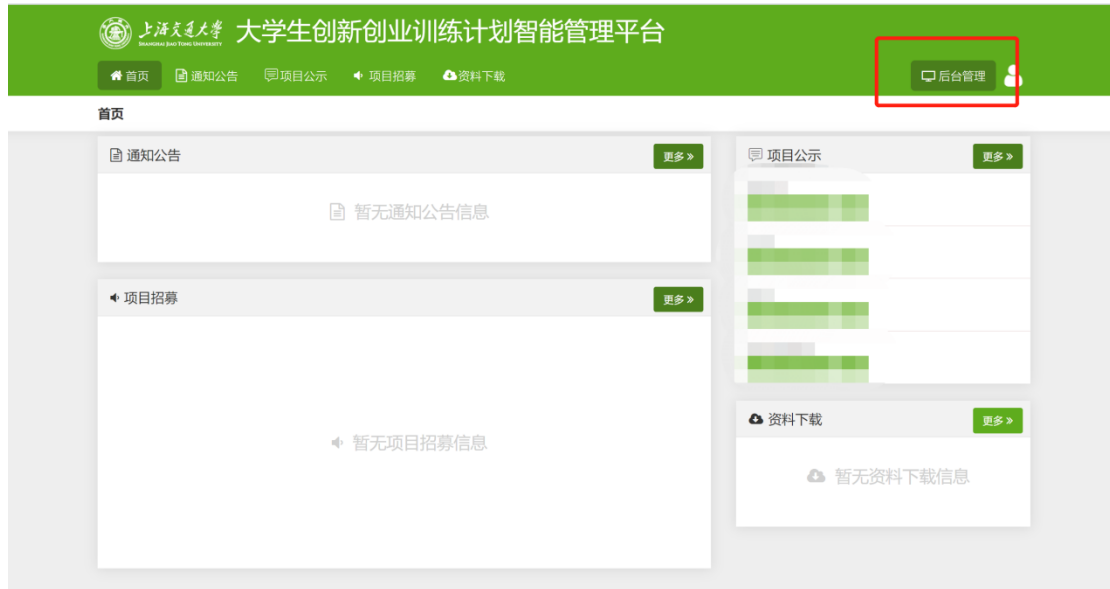 上海交通大学 大学生创新创业训练计划智能管理平台
SHANGHAI JIAO TONG UNIVERSITY
首页 通知公告 项目公示 项目招募 资料下载 后台管理
首页
通知公告 更多 »
暂无通知公告信息
项目公示 更多 »
项目招募 更多 »
暂无项目招募信息
资料下载 更多 »
暂无资料下载信息